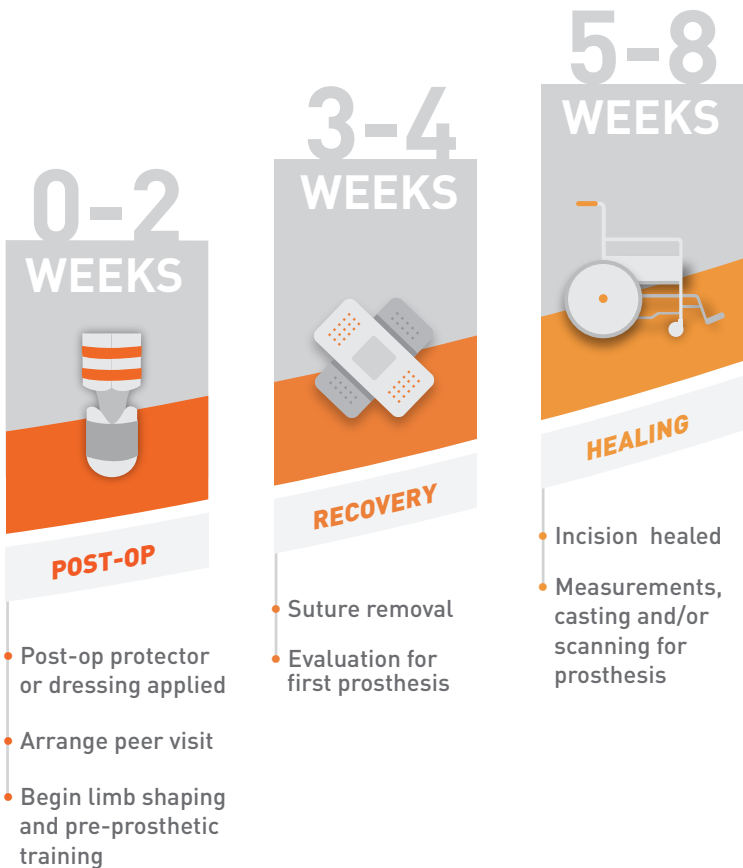 0-2
WEEKS
POST-OP
Post-op protector
or dressing applied
Arrange peer visit
Begin limb shaping
and pre-prosthetic
training
3-4
WEEKS
RECOVERY
Suture removal
Evaluation for
first prosthesis
5-8
WEEKS
HEALING
Incision healed
Measurements,
casting and/or
scanning for
prosthesis